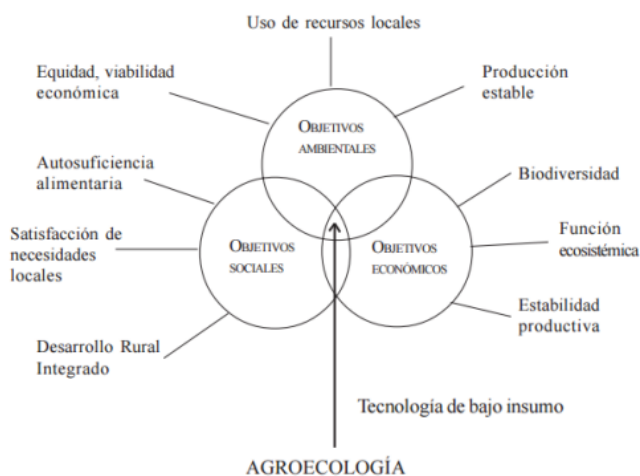 Uso de recursos locales
Equidad, viabilidad
económica
Producción
estable
OBJETIVOS
AMBIENTALES
Autosuficiencia
alimentaria
Biodiversidad
Satisfacción de
necesidades
locales
OBJETIVOS
SOCIALES
OBJETIVOS
ECONÓMICOS
Función
ecosistémica
Estabilidad
productiva
Desarrollo Rural
Integrado
Tecnología de bajo insumo
AGROECOLOGÍA